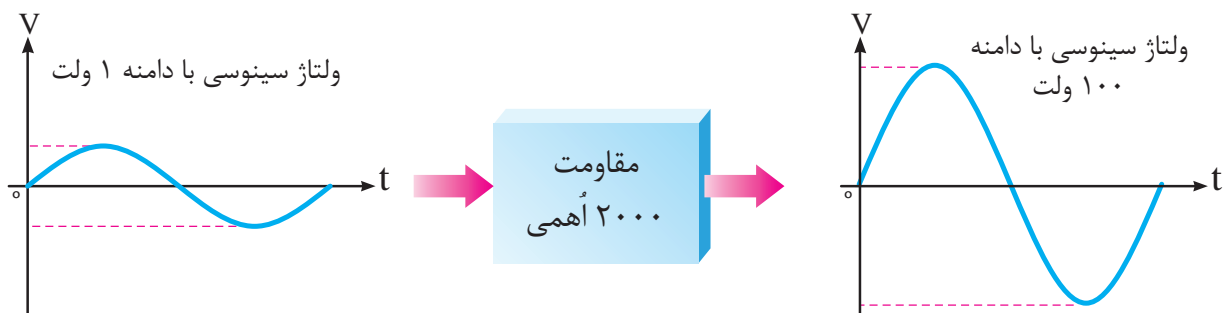 V
ولتاژ سینوسی با دامنه ۱ ولت
t
۰
مقاومت
۲۰۰۰ اُهمی
V
ولتاژ سینوسی با دامنه
۱۰۰ ولت
t
۰